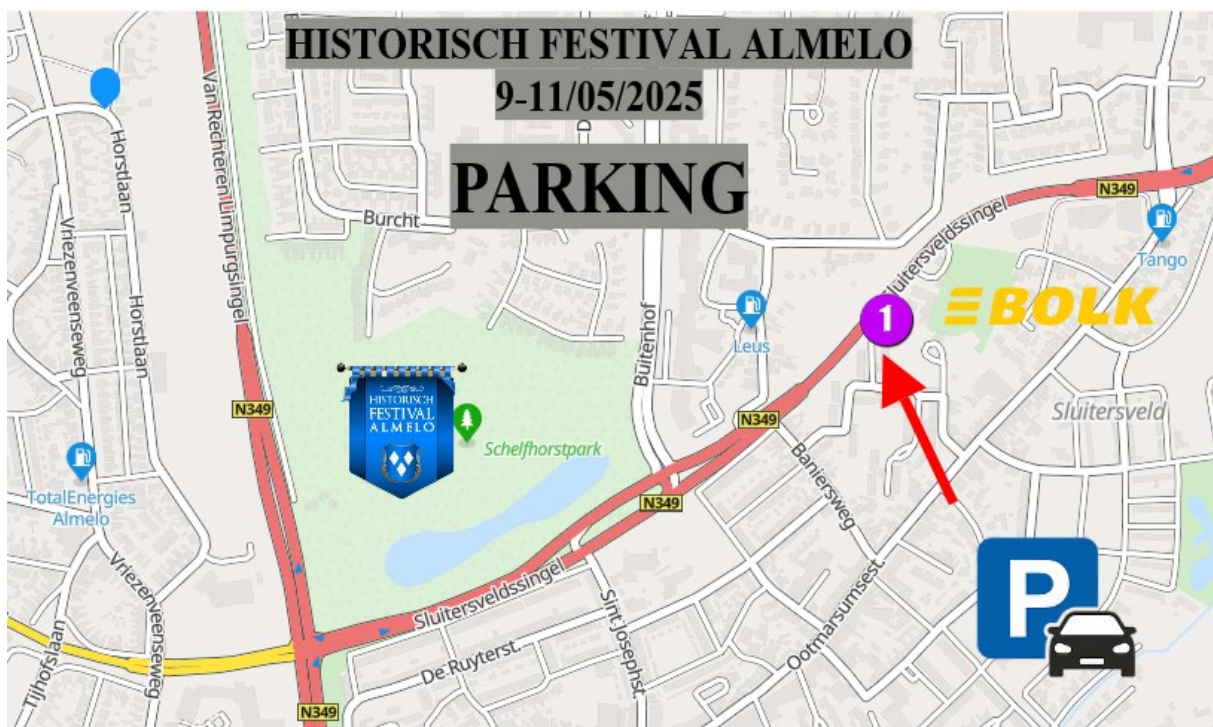 HISTORISCH FESTIVAL ALMELO
9-11/05/2025
PARKING
Horstlaan
Van Rechteren Limpurgsingel
D
Burcht
N349
Sluitersveldssingel
Tango
Vriezenveenseweg
Horstlaan
Buitenhof
Leus
1
BOLK
HISTORISCH
FESTIVAL
ALMELO
N349
Schelfhorstpark
N349
Sluitersveld
TotalEnergies
Almelo
N349
Baniersweg
Vriezenveenseweg
Sluitersveldssingel
Sint Josephst.
Ootmarsumsest.
P
De Ruyterst.
Tijhofslaan
N349